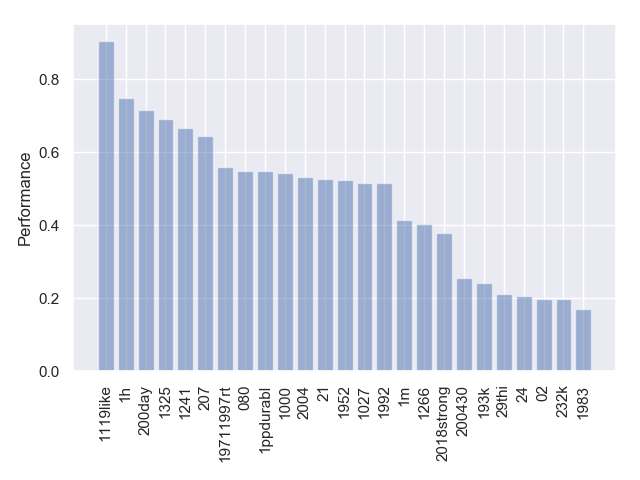 0.8
0.6
0.4
0.2
0.0
Performance
1119like
1h
200day
1325
1241
207
19711997rt
080
1ppdurabl
1000
2004
21
1952
1027
1992
1m
1266
2018strong
200430
193k
29thi
24
02
232k
1983